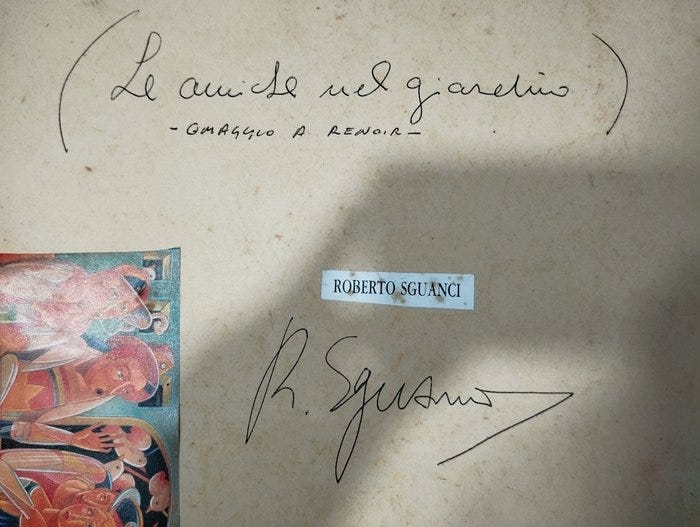 (Le amiche nel giardino)
- OMAGGIO A RENOIR -
ROBERTO SGUANCI
R. Sguanci